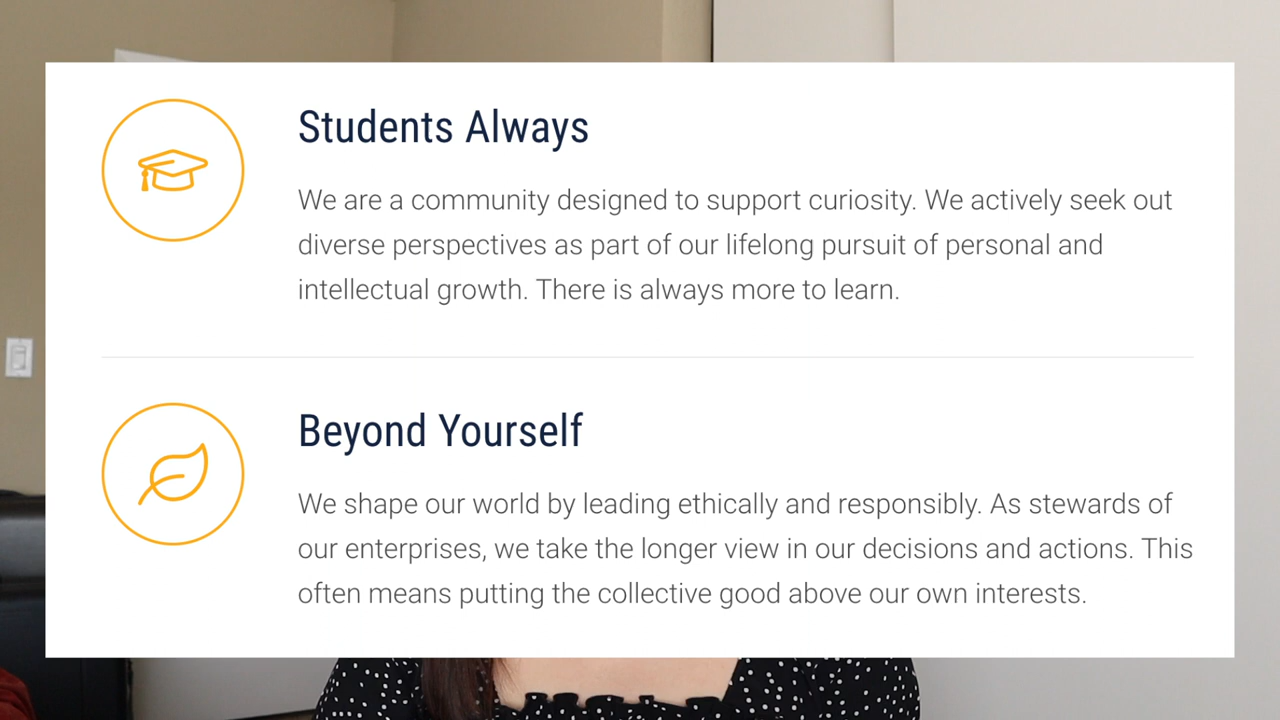 Students Always
We are a community designed to support curiosity. We actively seek out
diverse perspectives as part of our lifelong pursuit of personal and
intellectual growth. There is always more to learn.
Beyond Yourself
We shape our world by leading ethically and responsibly. As stewards of
our enterprises, we take the longer view in our decisions and actions. This
often means putting the collective good above our own interests.